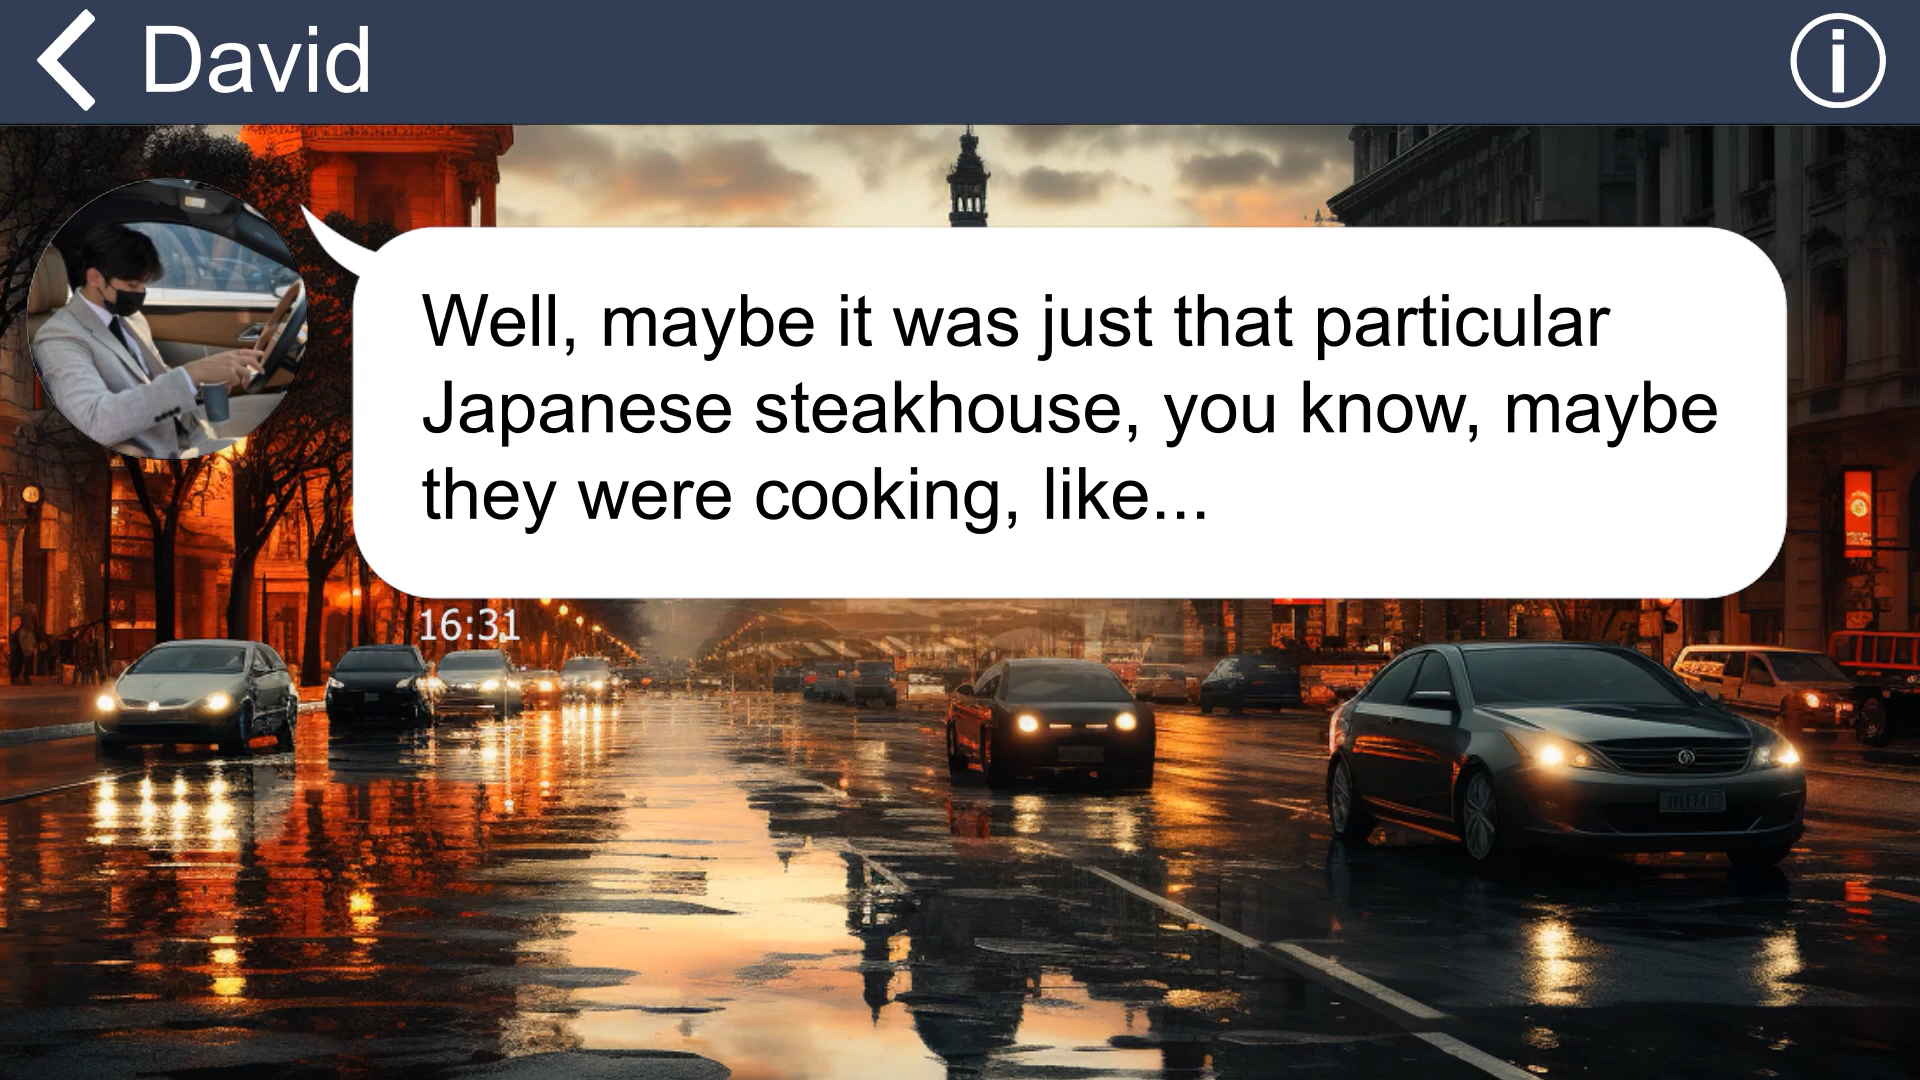 David
Well, maybe it was just that particular
Japanese steakhouse, you know, maybe
they were cooking, like...
16:31